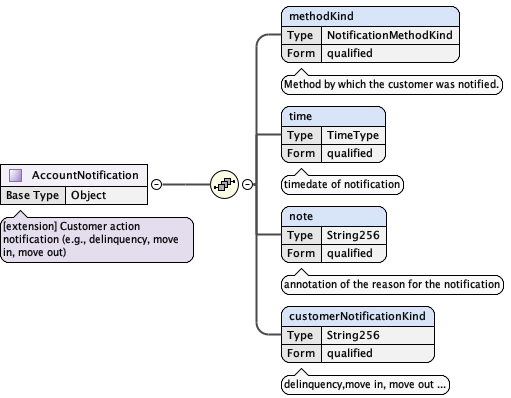 methodKind
Type NotificationMethodKind
Form qualified
Method by which the customer was notified.
time
Type TimeType
Form qualified
timedate of notification
AccountNotification
Base Type Object
[extension] Customer action
notification (e.g., delinquency, move
in, move out)
note
Type String256
Form qualified
annotation of the reason for the notification
customerNotificationKind
Type String256
Form qualified
delinquency,move in, move out ...